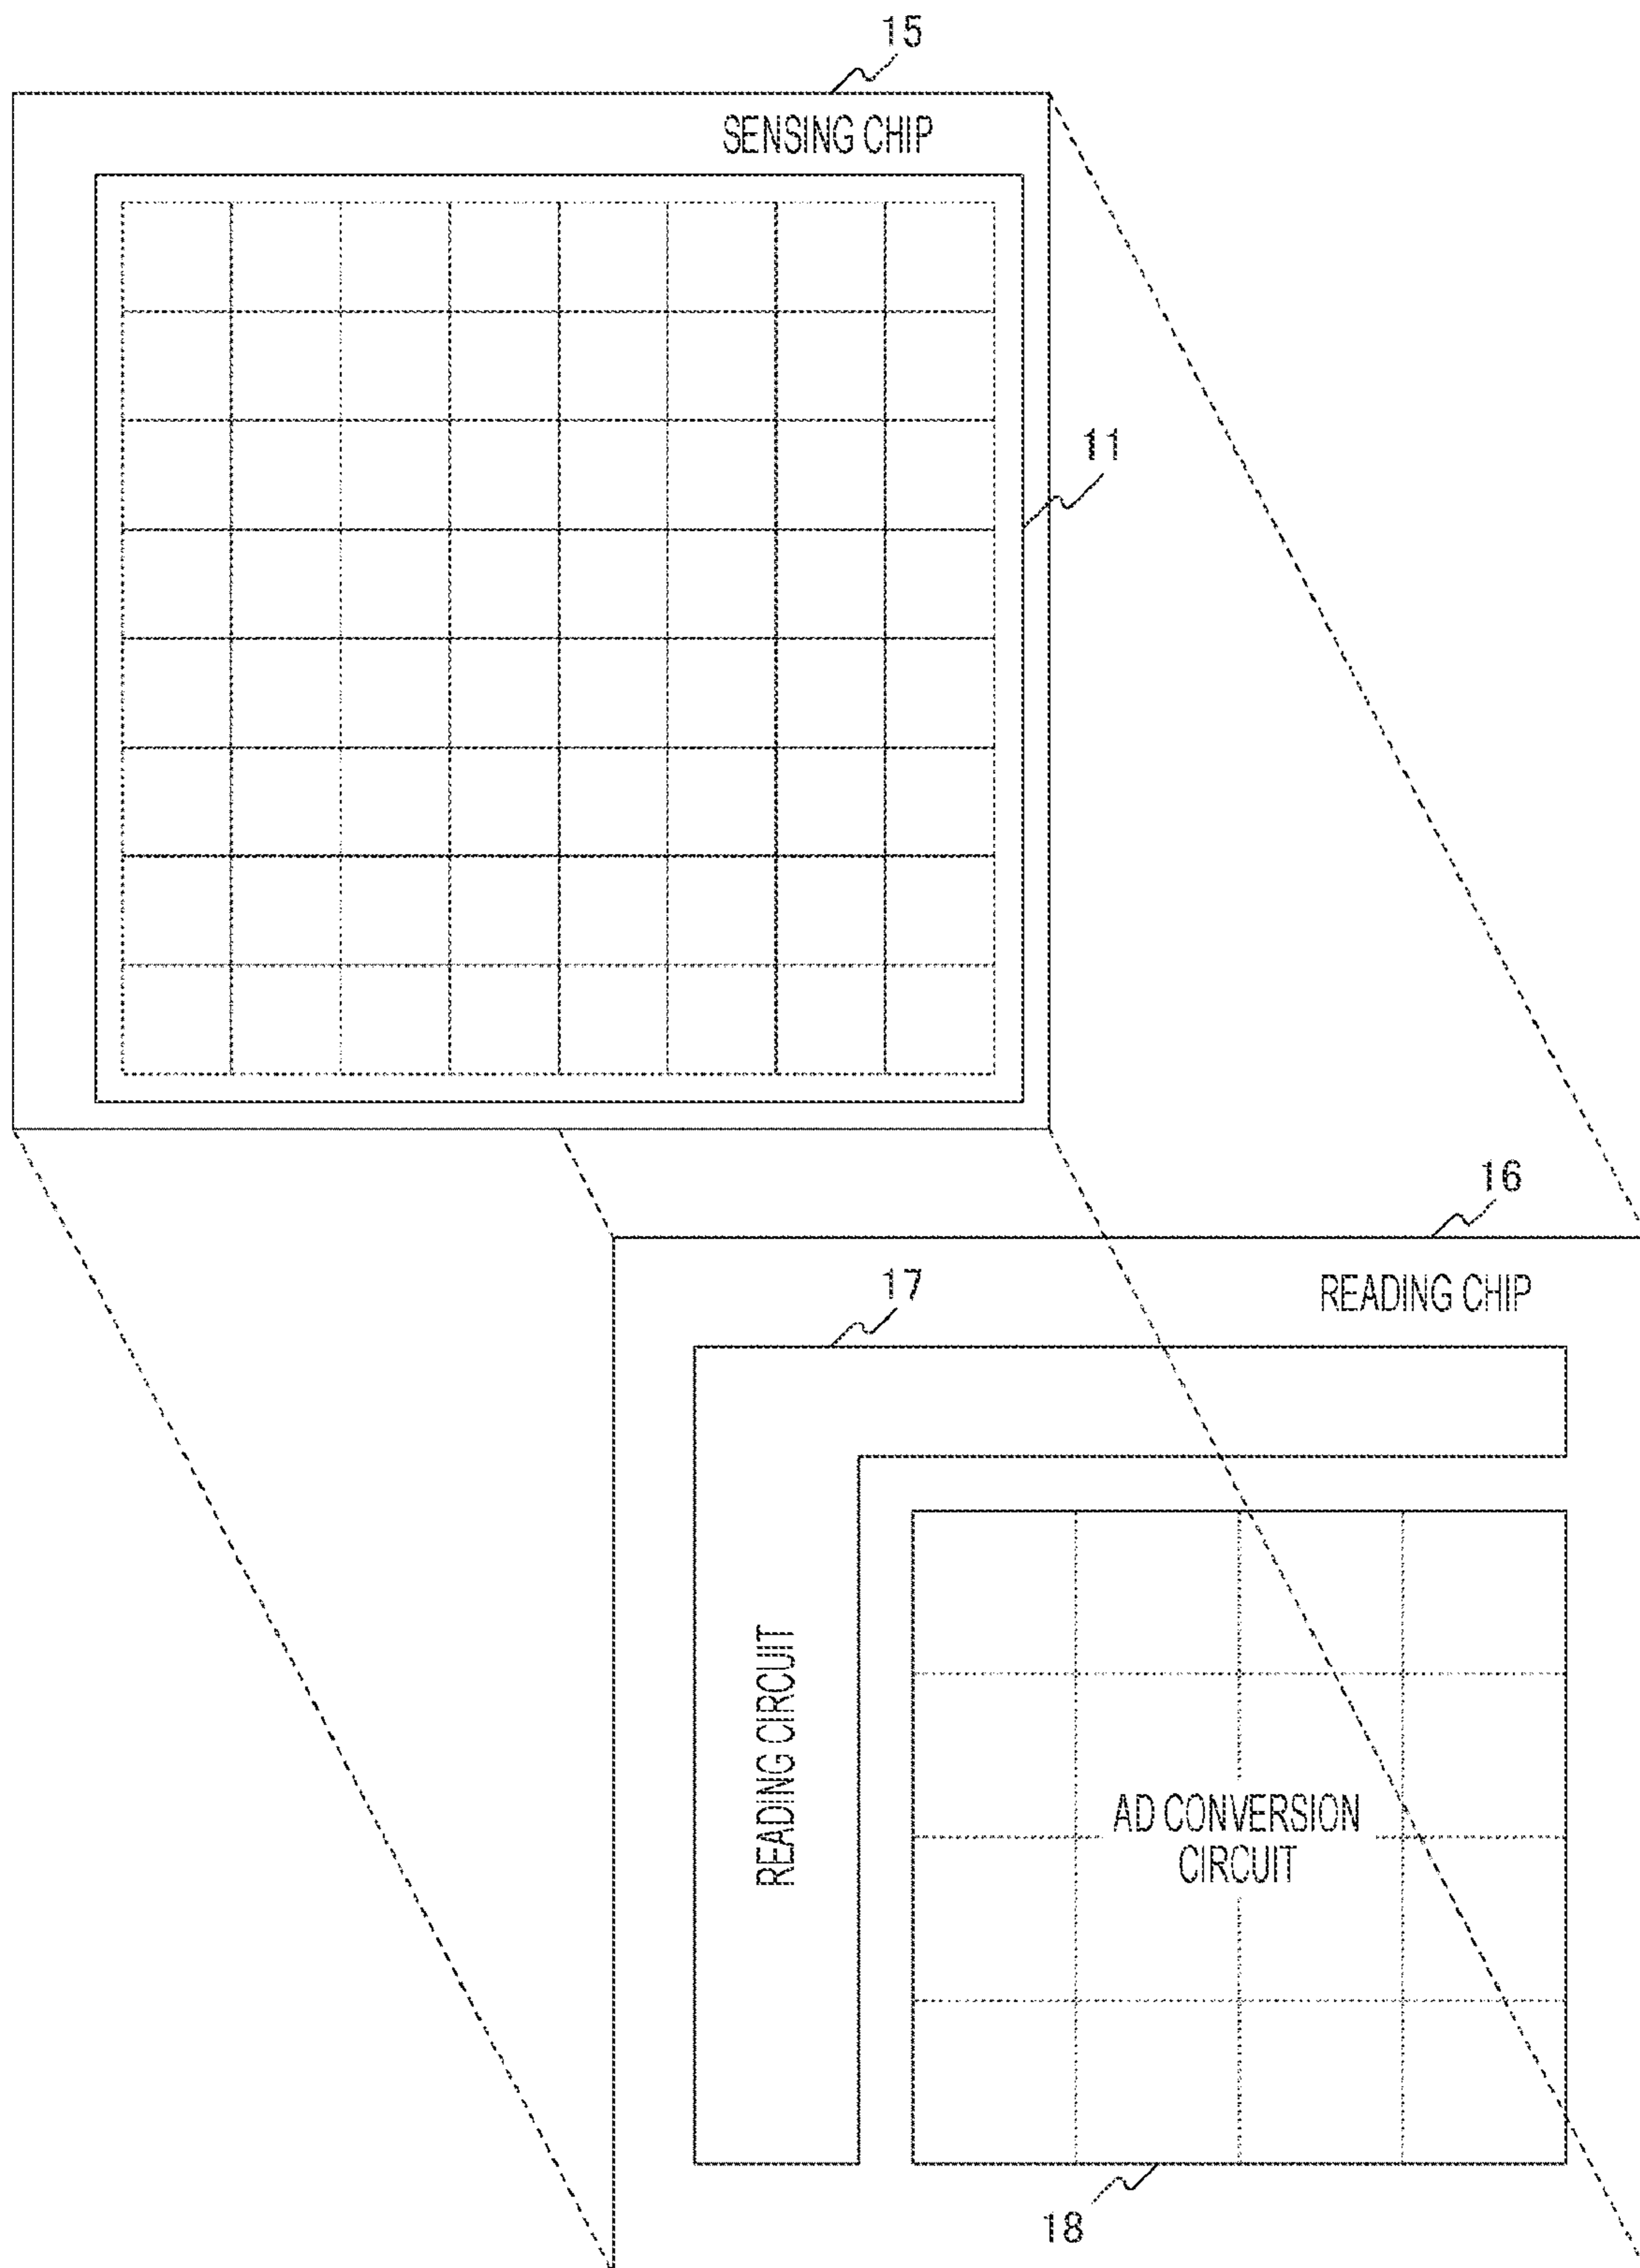 15
SENSING CHIP
11
16
READING CHIP
17
READING CIRCUIT
AD CONVERSION
CIRCUIT
18